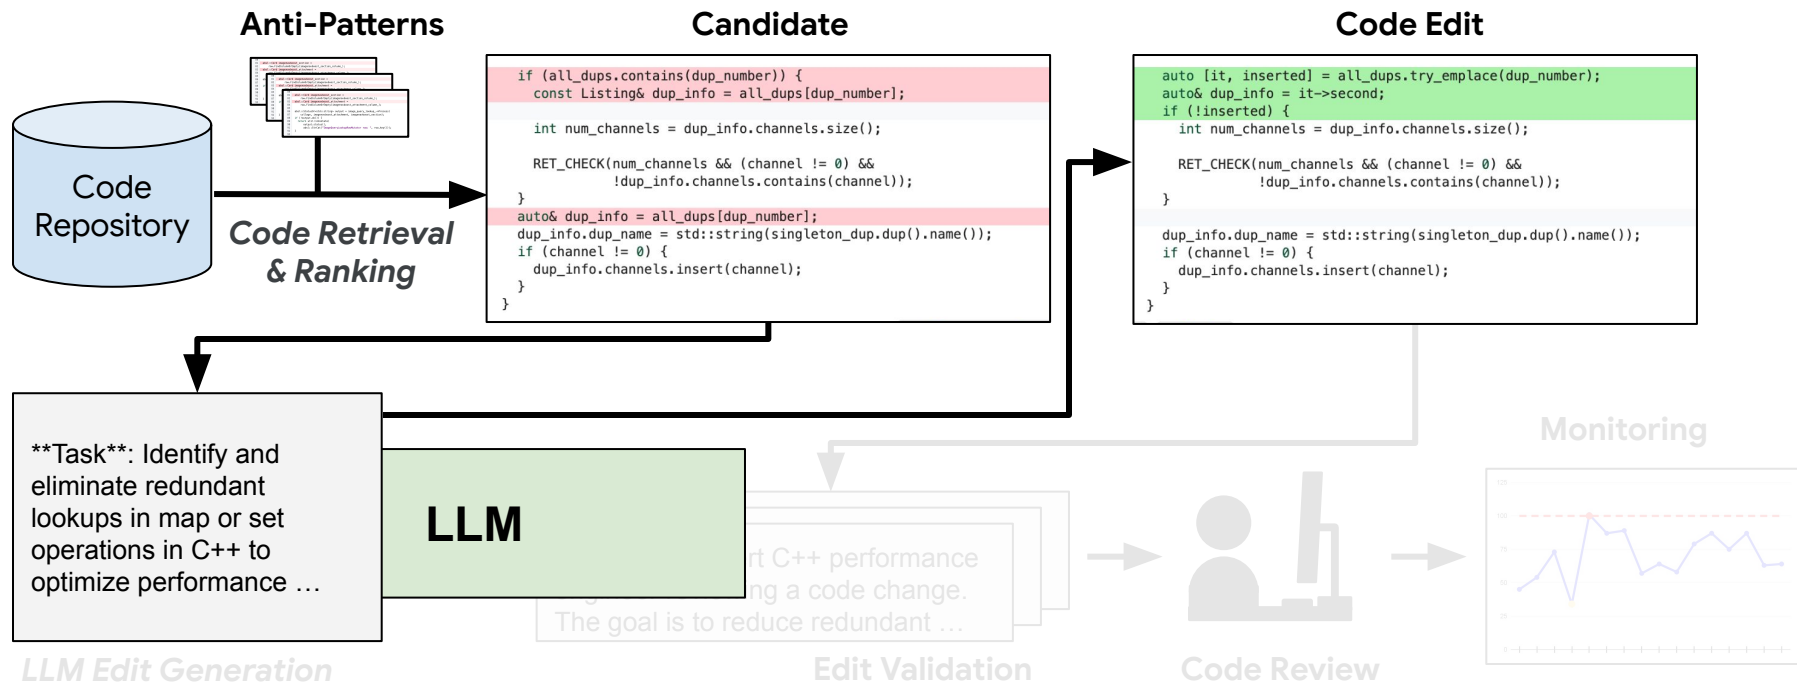 Anti-Patterns
Candidate
Code Edit
Code
Repository
Code Retrieval
& Ranking
if (all_dups.contains(dup_number)) {
const Listing& dup_info = all_dups[dup_number];
int num_channels = dup_info.channels.size();
RET_CHECK(num_channels && (channel != 0) &&
!dup_info.channels.contains(channel));
}
auto& dup_info = all_dups[dup_number];
dup_info.dup_name = std::string(singleton_dup.dup().name());
if (channel != 0) {
dup_info.channels.insert(channel);
}
}
auto [it, inserted] = all_dups.try_emplace(dup_number);
auto& dup_info = it->second;
if (!inserted) {
int num_channels = dup_info.channels.size();
RET_CHECK(num_channels && (channel != 0) &&
!dup_info.channels.contains(channel));
}
dup_info.dup_name = std::string(singleton_dup.dup().name());
if (channel != 0) {
dup_info.channels.insert(channel);
}
}
**Task**: Identify and
eliminate redundant
lookups in map or set
operations in C++ to
optimize performance …
LLM
LLM Edit Generation
C++ performance
a code change.
The goal is to reduce redundant …
Edit Validation
Code Review
Monitoring
125
100
75
50
25
0